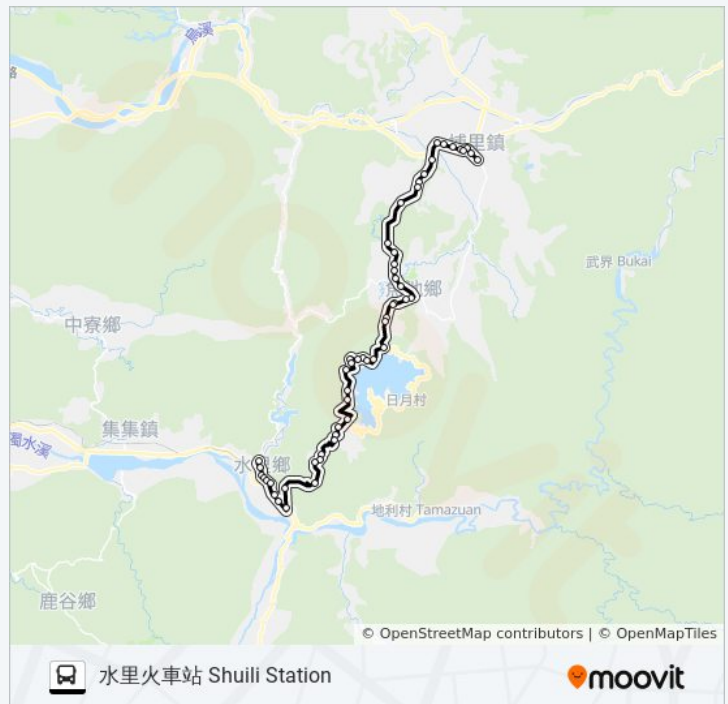 烏溪
路
埔里鎮
武界 Bukai
魚池鄉
中寮鄉
日月村
集集鎮
濁水溪
水里鄉
地利村 Tamazuan
鹿谷鄉
© OpenStreetMap contributors | © OpenMapTiles
水里火車站 Shuili Station
moovit